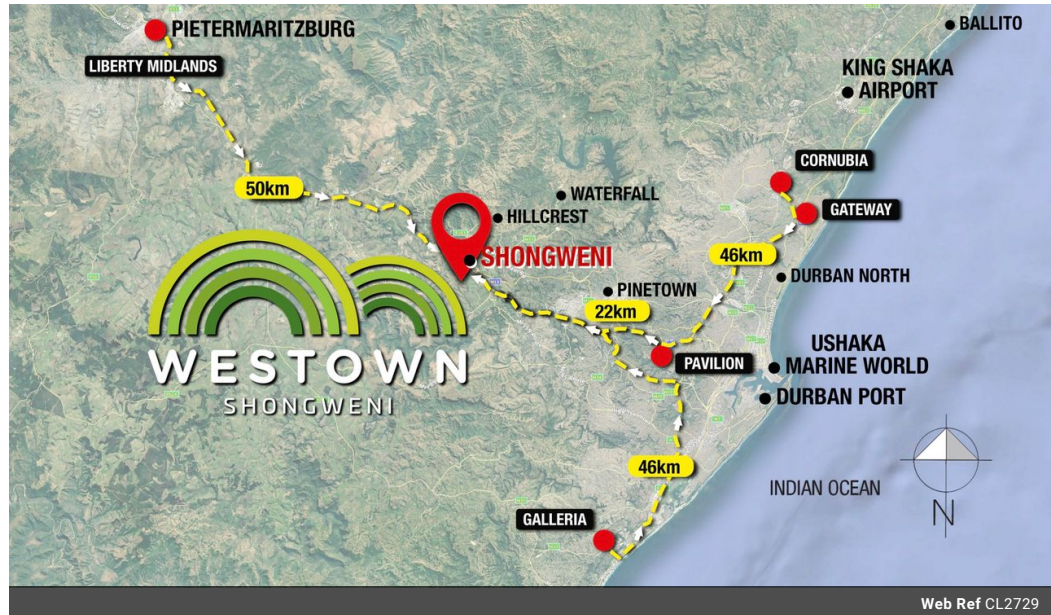 PIETERMARITZBURG
LIBERTY MIDLANDS
BALLITO
KING SHAKA
AIRPORT
CORNUBIA
GATEWAY
50km
WATERFALL
HILLCREST
SHONGWENI
46km
DURBAN NORTH
PINETOWN
22km
PAVILION
USHAKA
MARINE WORLD
DURBAN PORT
WESTOWN
SHONGWENI
46km
INDIAN OCEAN
GALLERIA
N
Web Ref CL2729